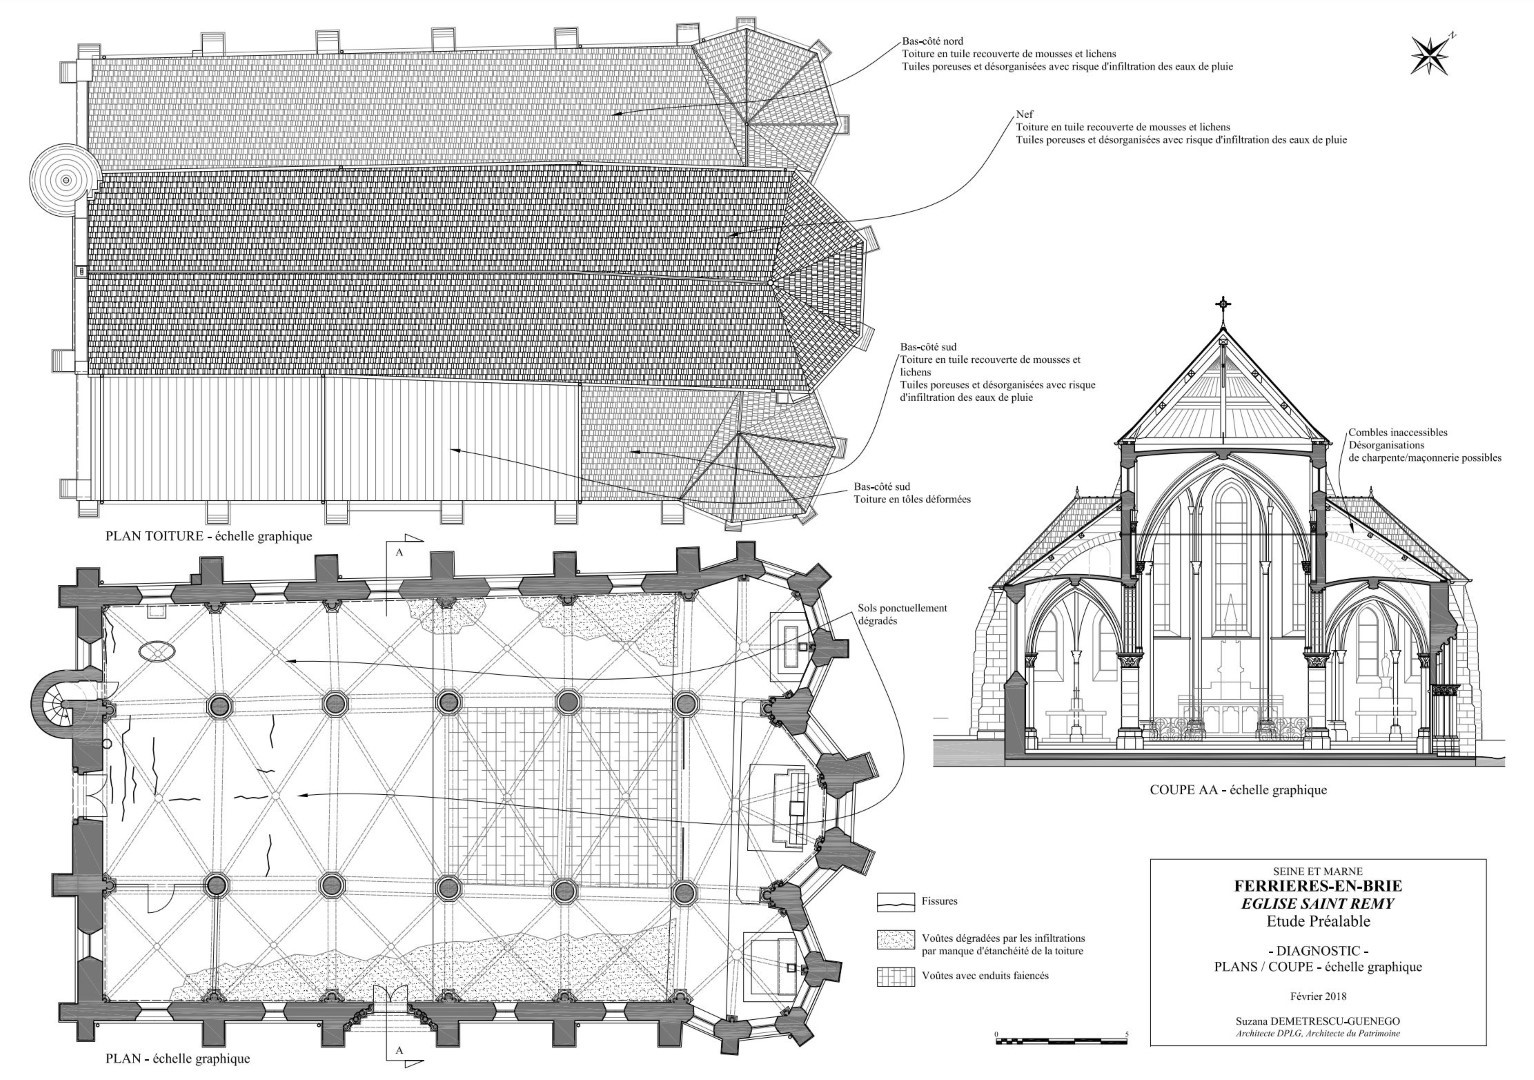 Bas-côté nord
Toiture en tuile recouverte de mousses et lichens
Tuiles poreuses et désorganisées avec risque d'infiltration des eaux de pluie
N
Nef
Toiture en tuile recouverte de mousses et lichens
Tuiles poreuses et désorganisées avec risque d'infiltration des eaux de pluie
Bas-côté sud
Toiture en tuile recouverte de mousses et
lichens
Tuiles poreuses et désorganisées avec risque
d'infiltration des eaux de pluie
Combles inaccessibles
Désorganisations
de charpente/maçonnerie possibles
Bas-côté sud
Toiture en tôles déformées
PLAN TOITURE - échelle graphique
A
Sols ponctuellement
dégradés
COUPE AA - échelle graphique
Fissures
Voûtes dégradées par les infiltrations
par manque d'étanchéité de la toiture
Voûtes avec enduits faiencés
SEINE ET MARNE
FERRIERES-EN-BRIE
EGLISE SAINT REMY
Etude Préalable
- DIAGNOSTIC -
PLANS / COUPE - échelle graphique
Février 2018
Suzana DEMETRESCU-GUENEGO
Architecte DPLG, Architecte du Patrimoine
0 5
A
PLAN - échelle graphique